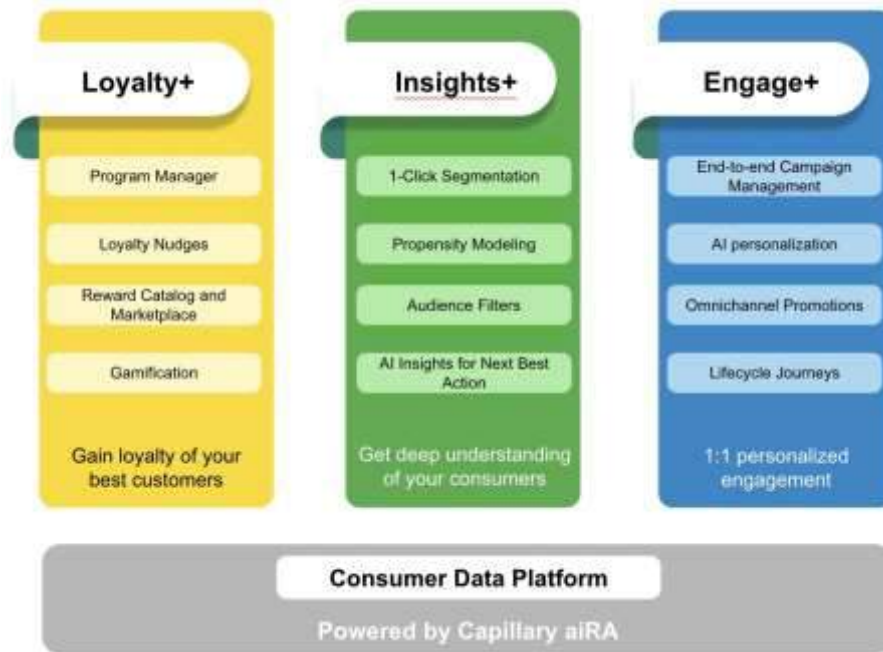 Loyalty+
Program Manager
Loyalty Nudges
Reward Catalog and
Marketplace
Gamification
Gain loyalty of your
best customers
Insights+
1-Click Segmentation
Propensity Modeling
Audience Filters
AI Insights for Next Best
Action
Get deep understanding
of your consumers
Engage+
End-to-end Campaign
Management
AI personalization
Omnichannel Promotions
Lifecycle Journeys
1:1 personalized
engagement
Consumer Data Platform
Powered by Capillary aiRA